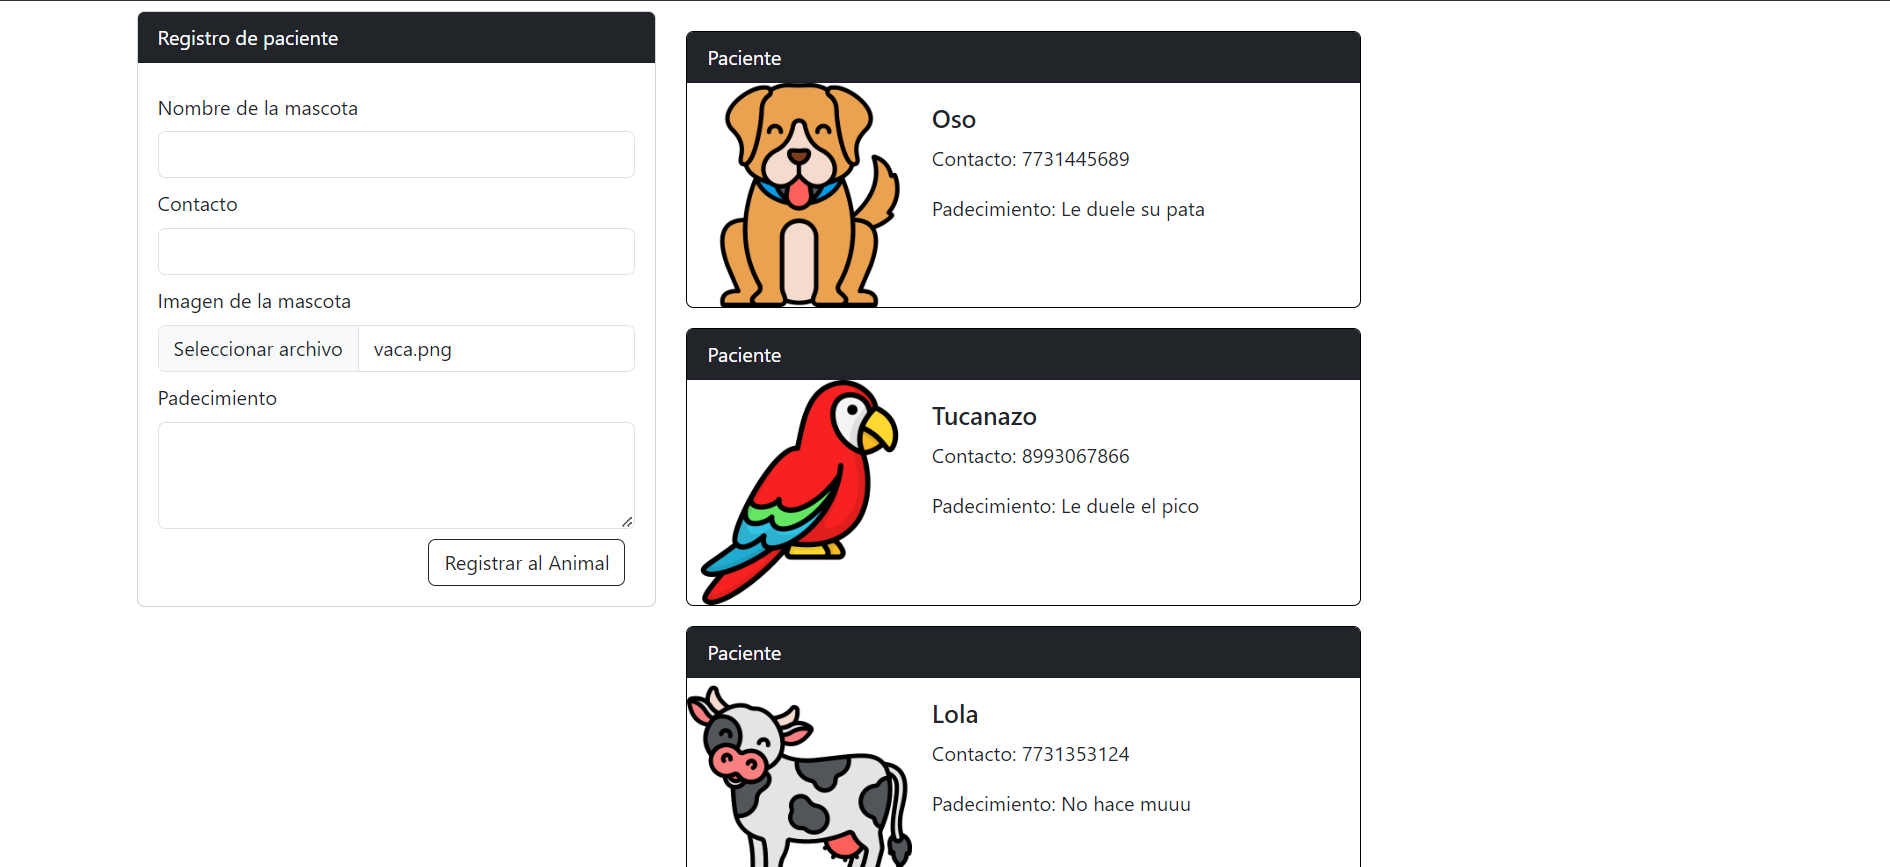 Registro de paciente
Nombre de la mascota
Contacto
Imagen de la mascota
Seleccionar archivo vaca.png
Padecimiento
Registrar al Animal
Paciente
Oso
Contacto: 7731445689
Padecimiento: Le duele su pata
Paciente
Tucanazo
Contacto: 8993067866
Padecimiento: Le duele el pico
Paciente
Lola
Contacto: 7731353124
Padecimiento: No hace muuu